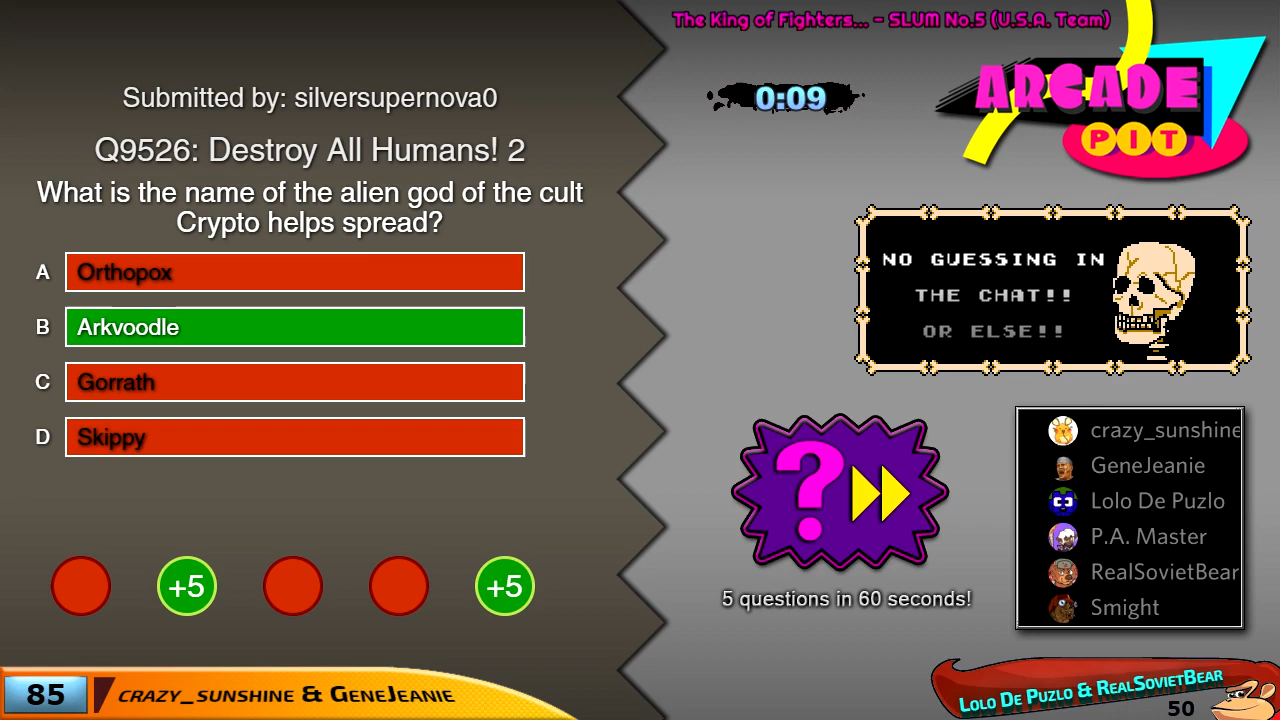 The King of Fighters... - SLUM No.5 (U.S.A. Team)
Submitted by: silversupernova0
Q9526: Destroy All Humans! 2
What is the name of the alien god of the cult
Crypto helps spread?
A Orthopox
B Arkvoodle
C Gorrath
D Skippy
+5 +5
85 CRAZY_SUNSHINE & GENEJEANIE
0:09
ARCADE
PIT
NO GUESSING IN
THE CHAT!!
OR ELSE!!
?
5 questions in 60 seconds!
crazy_sunshine
GeneJeanie
Lolo De Puzlo
P.A. Master
RealSovietBear
Smight
LOLO DE PUZLO & REALSOVIETBEAR
50